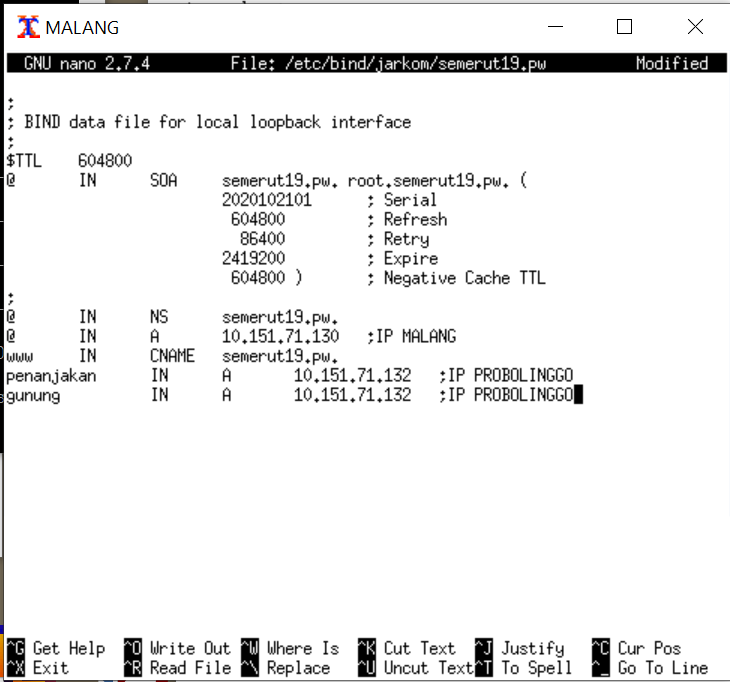 MALANG
GNU nano 2.7.4 File: /etc/bind/jarkom/semerut19.pw Modified
;
; BIND data file for local loopback interface
;
$TTL 604800
@ IN SOA semerut19.pw. root.semerut19.pw. (
2020102101 ; Serial
604800 ; Refresh
86400 ; Retry
2419200 ; Expire
604800 ) ; Negative Cache TTL
;
@ IN NS semerut19.pw.
@ IN A 10.151.71.130 ;IP MALANG
www IN CNAME semerut19.pw.
penanjakan IN A 10.151.71.132 ;IP PROBOLINGGO
gunung IN A 10.151.71.132 ;IP PROBOLINGGO
^G Get Help ^O Write Out ^W Where Is ^K Cut Text ^J Justify ^C Cur Pos
^X Exit ^R Read File ^\ Replace ^U Uncut Text ^T To Spell ^_ Go To Line